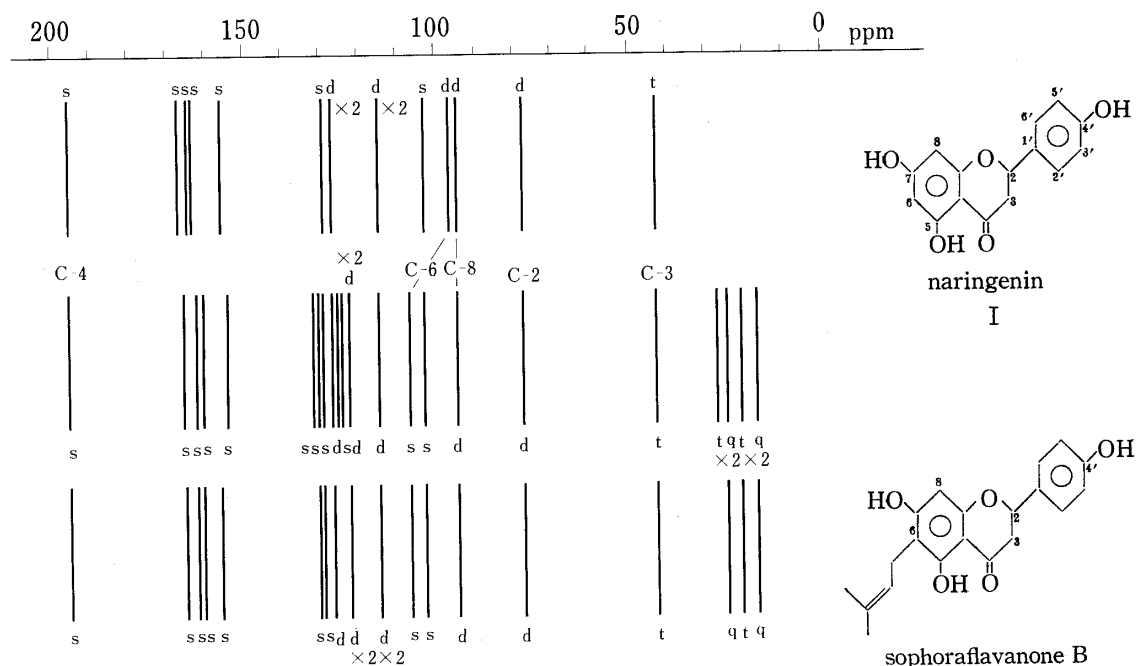 200 150 100 50 0 ppm
s sss s s d d s d d d t
×2 ×2
C-4 C-6 C-8 C-2 C-3
×2
d
s sss s sssdsd d s s d d t t q t q
×2 ×2
s sss s ssd d d s s d d t q t q
×2×2
5'
6' 4' OH
1' 3'
8 2'
HO O
7 2
6 3
5
OH O
naringenin
I
OH
4'
8
HO O
2
6 3
OH O
sophoraflavanone B